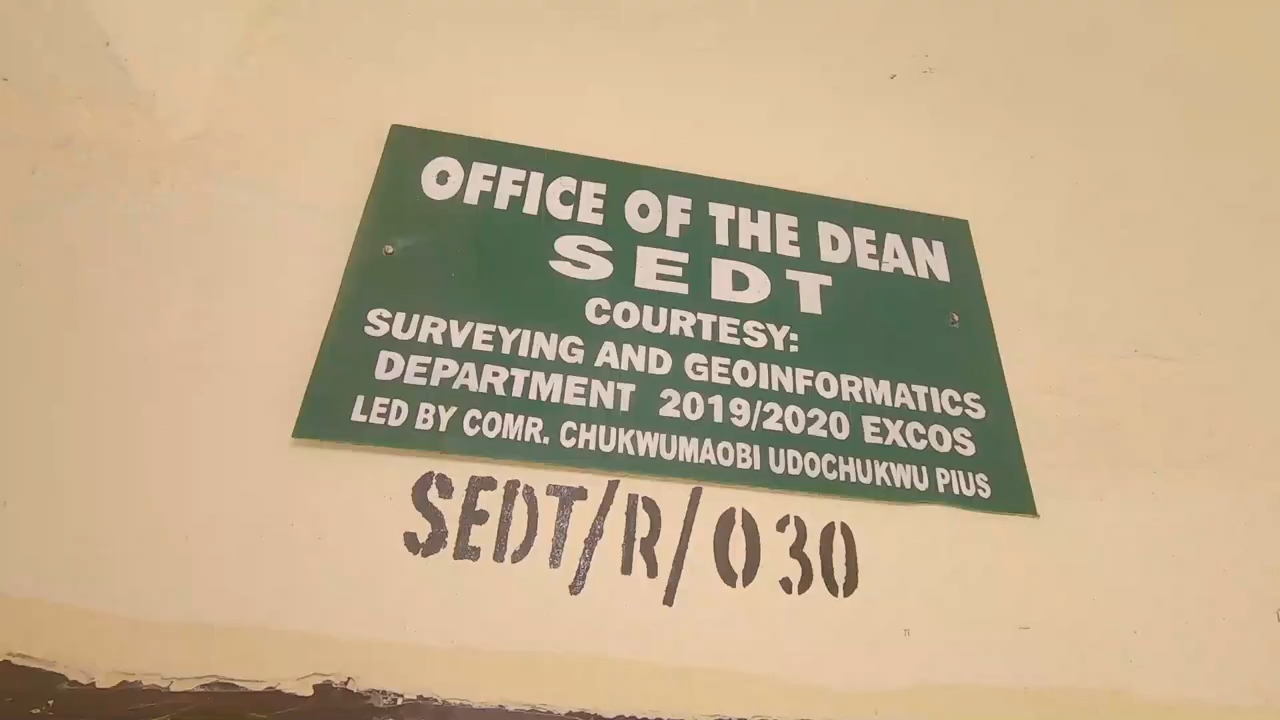 OFFICE OF THE DEAN
SEDT
COURTESY:
SURVEYING AND GEOINFORMATICS
DEPARTMENT 2019/2020 EXCOS
LED BY COMR. CHUKWUMAOBI UDOCHUKWU PIUS
SEDT/R/030